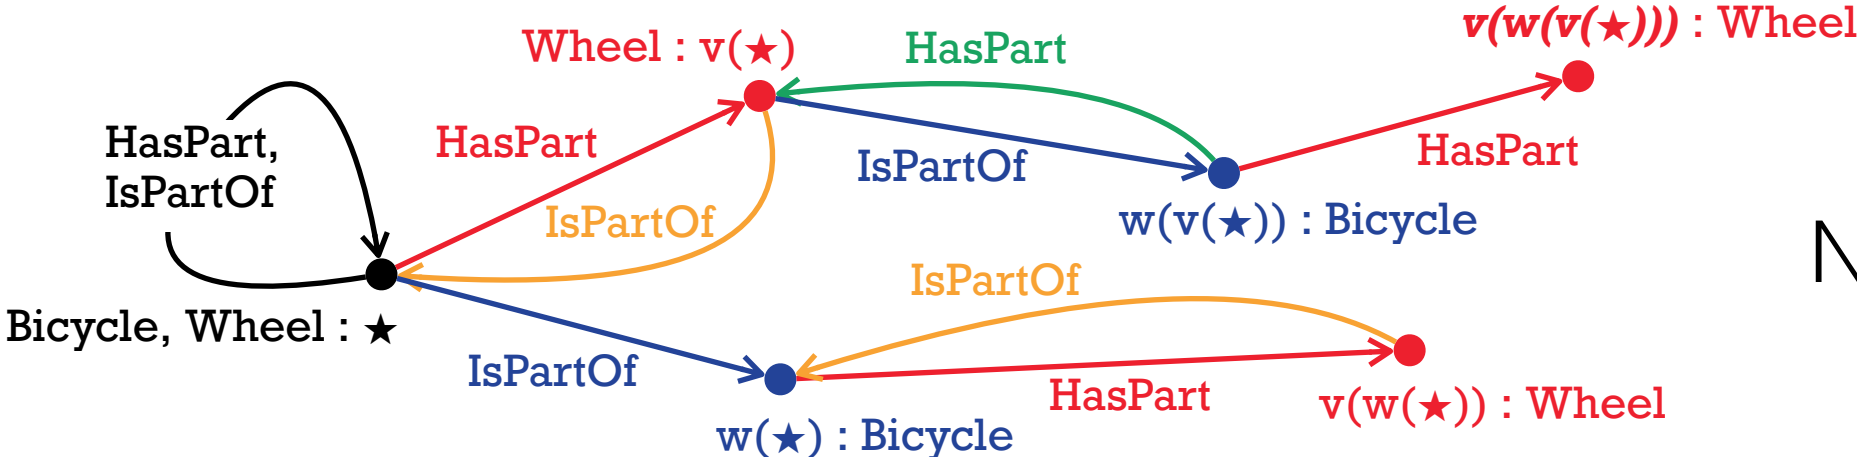 v(w(v(★))) : Wheel
Wheel : v(★)
HasPart
HasPart,
IsPartOf
HasPart
IsPartOf
HasPart
IsPartOf
w(v(★)) : Bicycle
IsPartOf
Bicycle, Wheel : ★
IsPartOf
HasPart
v(w(★)) : Wheel
w(★) : Bicycle